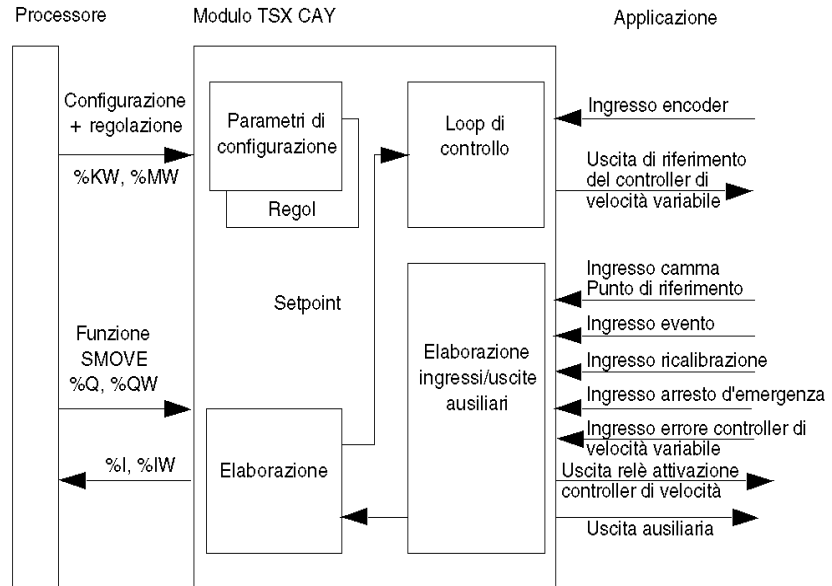 Processore
Modulo TSX CAY
Applicazione
Configurazione
+ regolazione
%KW, %MW
Parametri di
configurazione
Regol
Loop di
controllo
Ingresso encoder
Uscita di riferimento
del controller di
velocità variabile
Setpoint
Funzione
SMOVE
%Q, %QW
%I, %IW
Elaborazione
Elaborazione
ingressi/uscite
ausiliari
Ingresso camma
Punto di riferimento
Ingresso evento
Ingresso ricalibrazione
Ingresso arresto d'emergenza
Ingresso errore controller di
velocità variabile
Uscita relè attivazione
controller di velocità
Uscita ausiliaria